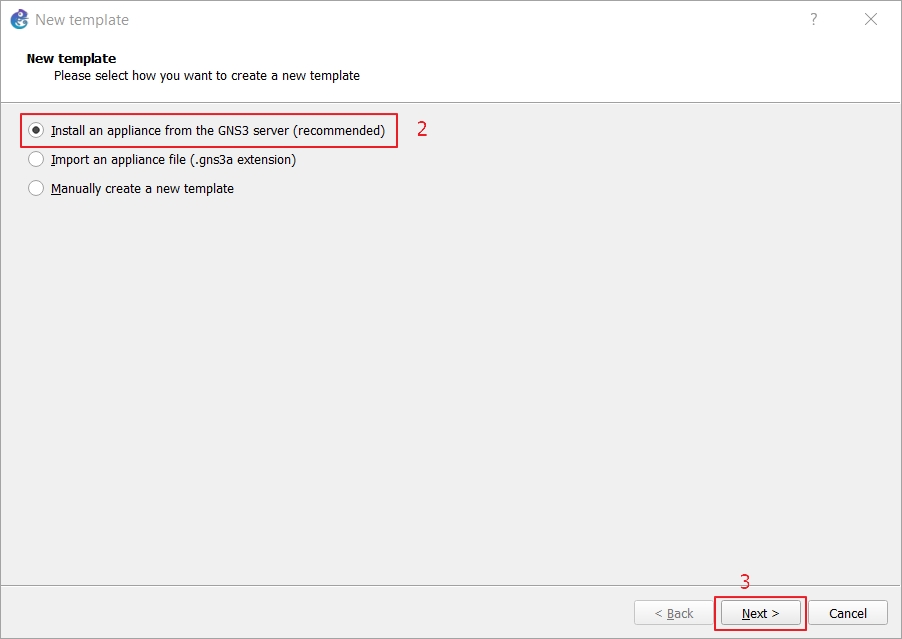 New template
?
New template
Please select how you want to create a new template
Install an appliance from the GNS3 server (recommended)
2
Import an appliance file (.gns3a extension)
Manually create a new template
3
< Back
Next >
Cancel